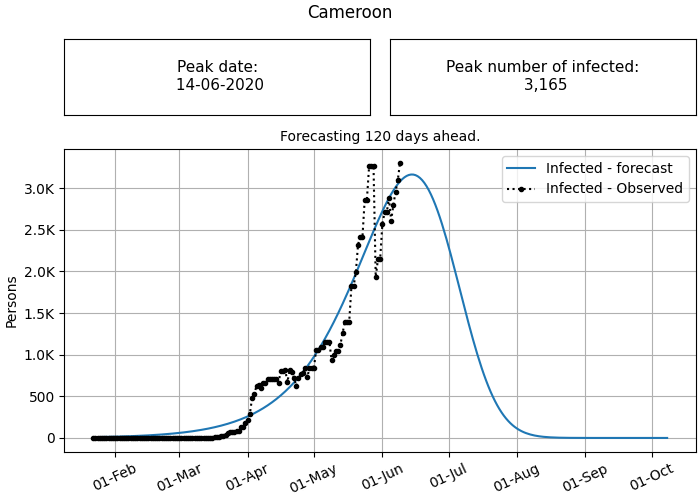 Cameroon
Peak date:
14-06-2020
Peak number of infected:
3,165
Forecasting 120 days ahead.
Infected - forecast
Infected - Observed
Persons
3.0K
2.5K
2.0K
1.5K
1.0K
500
0
01-Feb
01-Mar
01-Apr
01-May
01-Jun
01-Jul
01-Aug
01-Sep
01-Oct